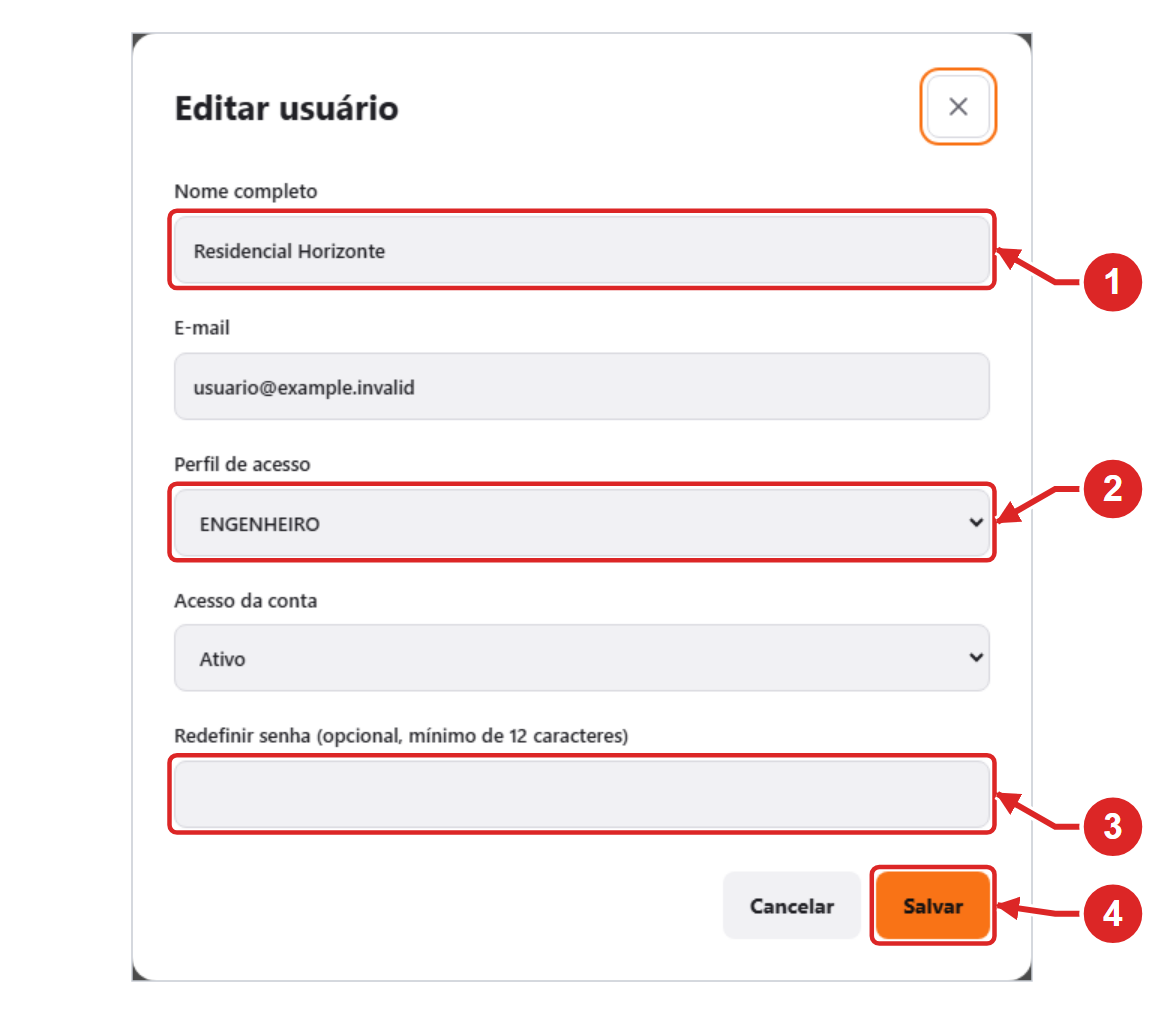 Editar usuário
Nome completo
Residencial Horizonte
1
E-mail
usuario@example.invalid
Perfil de acesso
ENGENHEIRO
2
Acesso da conta
Ativo
Redefinir senha (opcional, mínimo de 12 caracteres)
3
Cancelar
Salvar
4